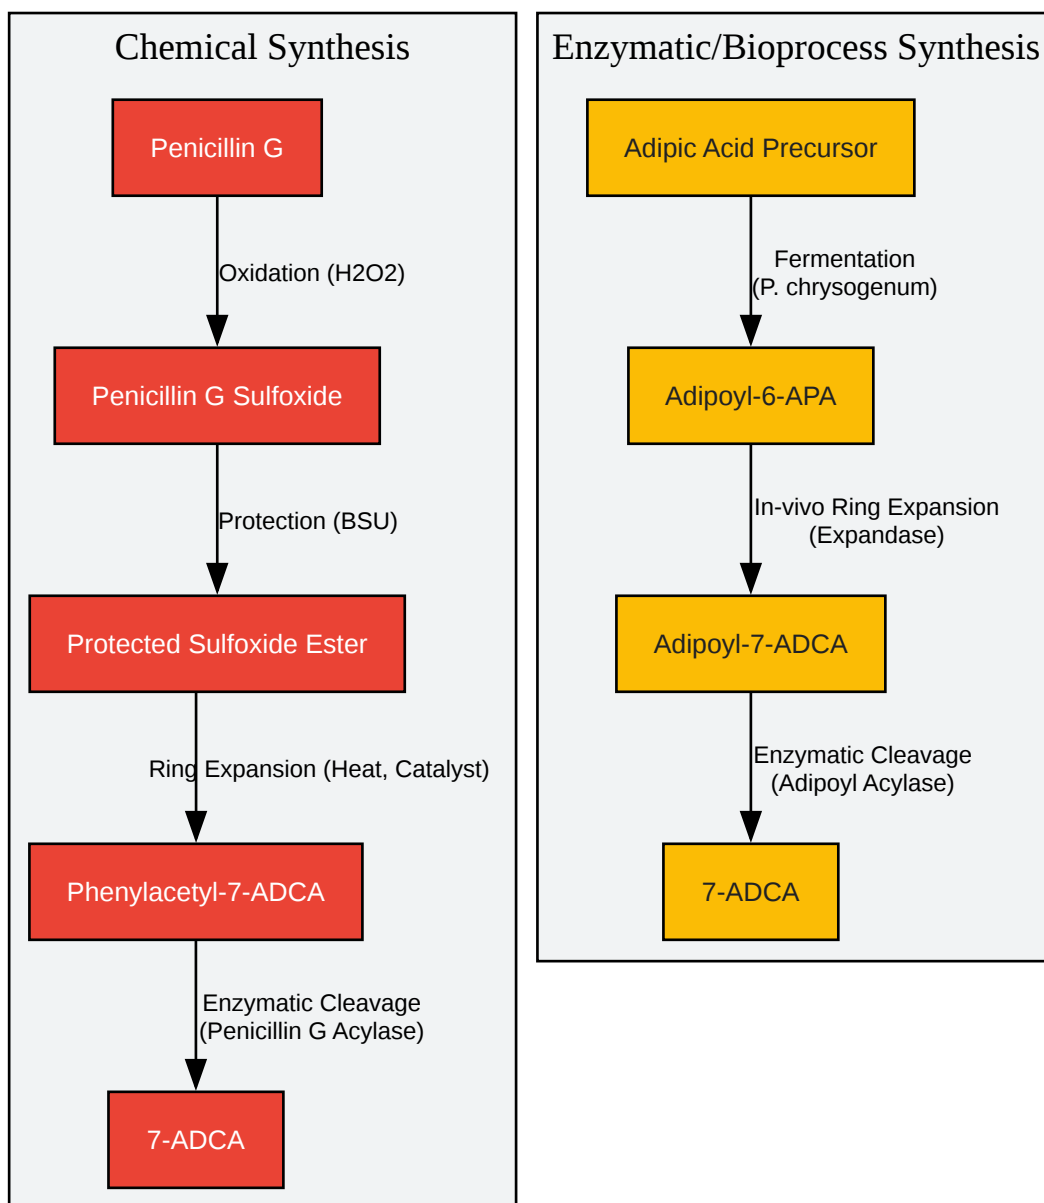 Chemical Synthesis
Penicillin G
Oxidation (H2O2)
Penicillin G Sulfoxide
Protection (BSU)
Protected Sulfoxide Ester
Ring Expansion (Heat, Catalyst)
Phenylacetyl-7-ADCA
Enzymatic Cleavage
(Penicillin G Acylase)
7-ADCA
Enzymatic/Bioprocess Synthesis
Adipic Acid Precursor
Fermentation
(P. chrysogenum)
Adipoyl-6-APA
In-vivo Ring Expansion
(Expandase)
Adipoyl-7-ADCA
Enzymatic Cleavage
(Adipoyl Acylase)
7-ADCA